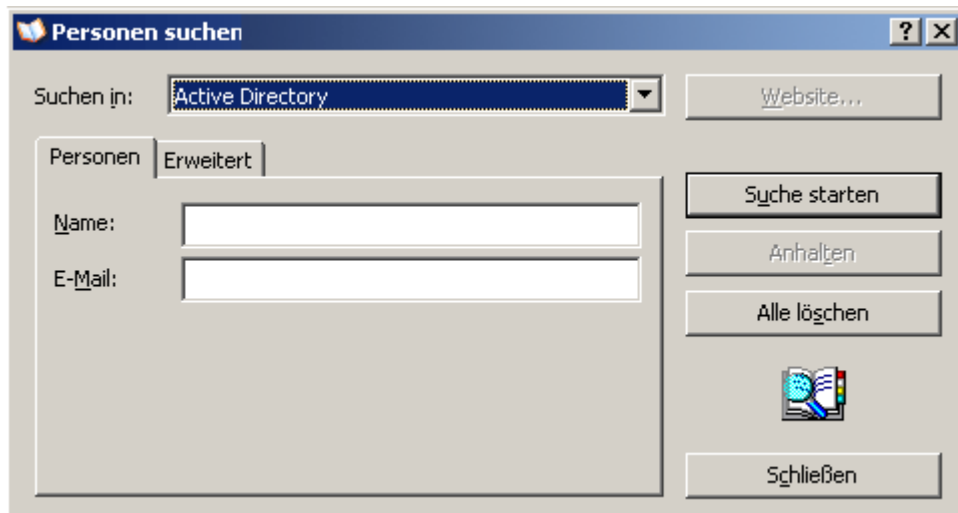 Personen suchen
Suchen in: Active Directory
Website...
Personen Erweitert
Name:
E-Mail:
Suche starten
Anhalten
Alle löschen
Schließen